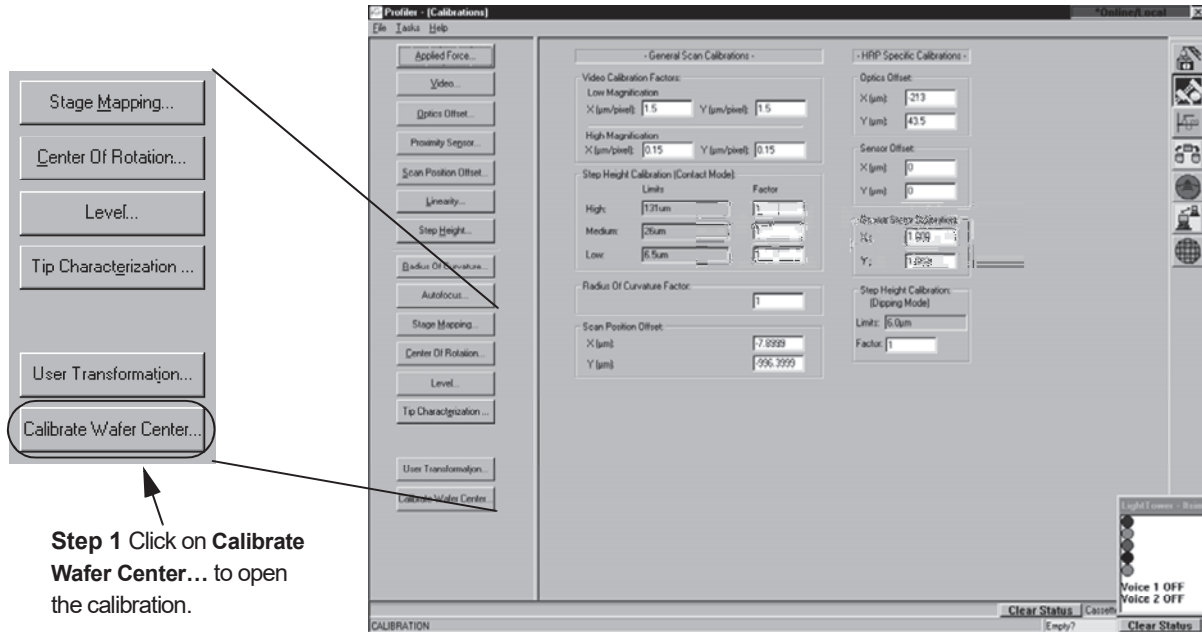 Profiler - [Calibrations]
*Online/Local
File Tasks Help
Stage Mapping...
Center Of Rotation...
Level...
Tip Characterization ...
User Transformation...
Calibrate Wafer Center...
Step 1 Click on Calibrate
Wafer Center… to open
the calibration.
Applied Force...
Video...
Optics Offset...
Proximity Sensor...
Scan Position Offset...
Linearity...
Step Height...
Radius Of Curvature...
Autofocus...
Stage Mapping...
Center Of Rotation...
Level...
Tip Characterization ...
User Transformation...
Calibrate Wafer Center...
- General Scan Calibrations -
Video Calibration Factors:
Low Magnification
X (µm/pixel): 1.5 Y (µm/pixel): 1.5
High Magnification
X (µm/pixel): 0.15 Y (µm/pixel): 0.15
Step Height Calibration (Contact Mode):
Limits Factor
High: 131um 1
Medium: 26um
Low: 6.5um
Radius Of Curvature Factor:
1
Scan Position Offset:
X (µm): -7.8999
Y (µm): -996.3999
- HRP Specific Calibrations -
Optics Offset:
X (µm): -213
Y (µm): 43.5
Sensor Offset:
X (µm): 0
Y (µm): 0
X:
Y:
Step Height Calibration:
(Dipping Mode)
Limits: 6.0µm
Factor: 1
LightTower
Voice 1 OFF
Voice 2 OFF
Clear Status
CALIBRATION
Empty?
Clear Status